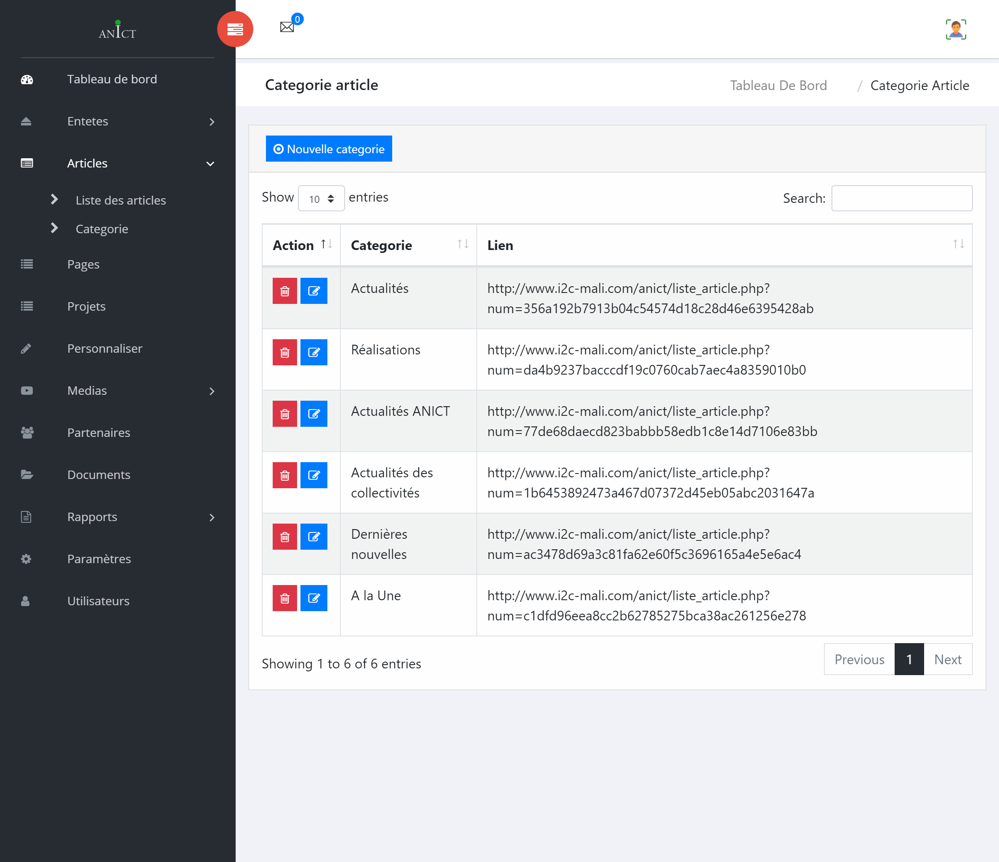 ANICT
0
Tableau de bord
Entetes
Articles
Liste des articles
Categorie
Pages
Projets
Personnaliser
Medias
Partenaires
Documents
Rapports
Paramètres
Utilisateurs
Categorie article
Tableau De Bord / Categorie Article
Nouvelle categorie
Show 10 entries
Search:
Action Categorie Lien
Actualités http://www.i2c-mali.com/anict/liste_article.php?
num=356a192b7913b04c54574d18c28d46e6395428ab
Réalisations http://www.i2c-mali.com/anict/liste_article.php?
num=da4b9237bacccdf19c0760cab7aec4a8359010b0
Actualités ANICT http://www.i2c-mali.com/anict/liste_article.php?
num=77de68daecd823babbb58edb1c8e14d7106e83bb
Actualités des http://www.i2c-mali.com/anict/liste_article.php?
collectivités num=1b6453892473a467d07372d45eb05abc2031647a
Dernières http://www.i2c-mali.com/anict/liste_article.php?
nouvelles num=ac3478d69a3c81fa62e60f5c3696165a4e5e6ac4
A la Une http://www.i2c-mali.com/anict/liste_article.php?
num=c1dfd96eea8cc2b62785275bca38ac261256e278
Showing 1 to 6 of 6 entries
Previous 1 Next